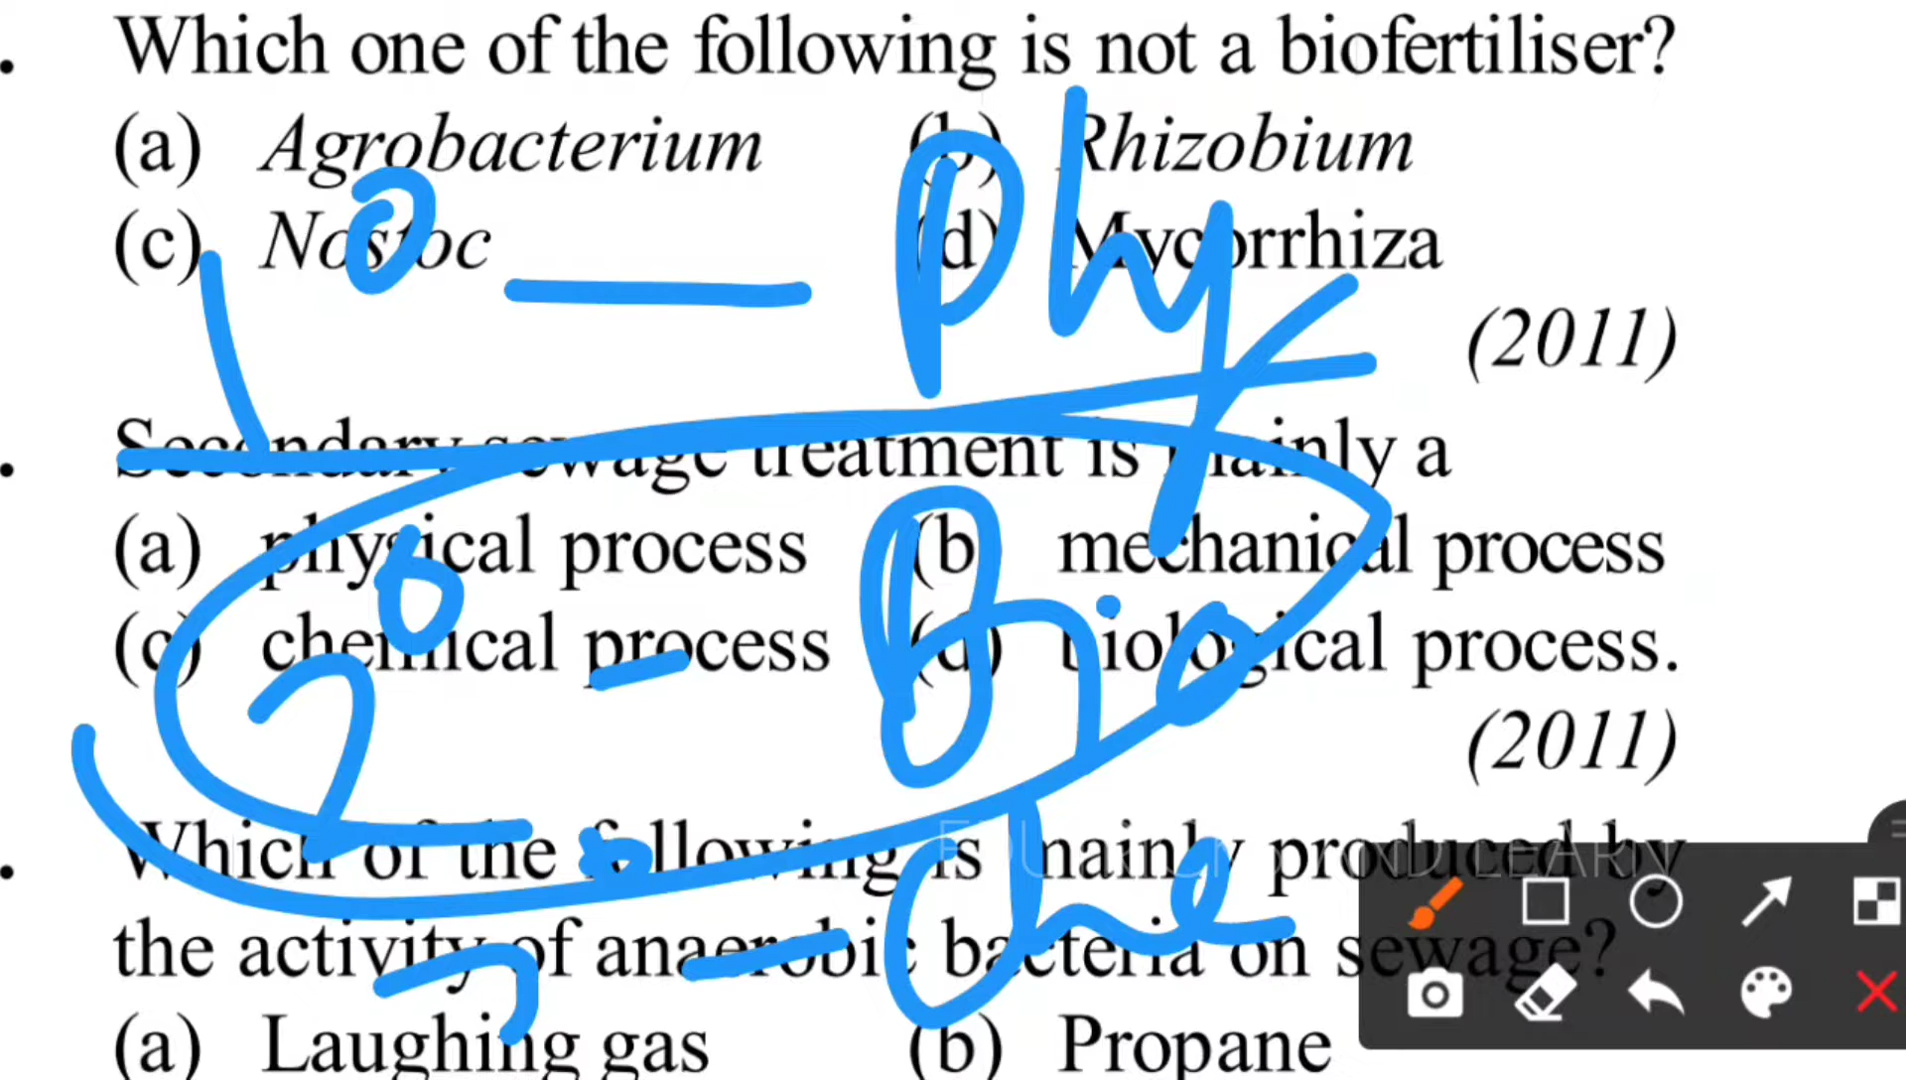 . Which one of the following is not a biofertiliser?
(a) Agrobacterium (b) Rhizobium
(c) Nostoc (d) Mycorrhiza
(2011)
1° — Phy
. Secondary sewage treatment is mainly a
(a) physical process (b) mechanical process
(c) chemical process (d) biological process.
2° - Bio
(2011)
. Which of the following is mainly produced by
the activity of anaerobic bacteria on sewage?
- Che
(a) Laughing gas (b) Propane